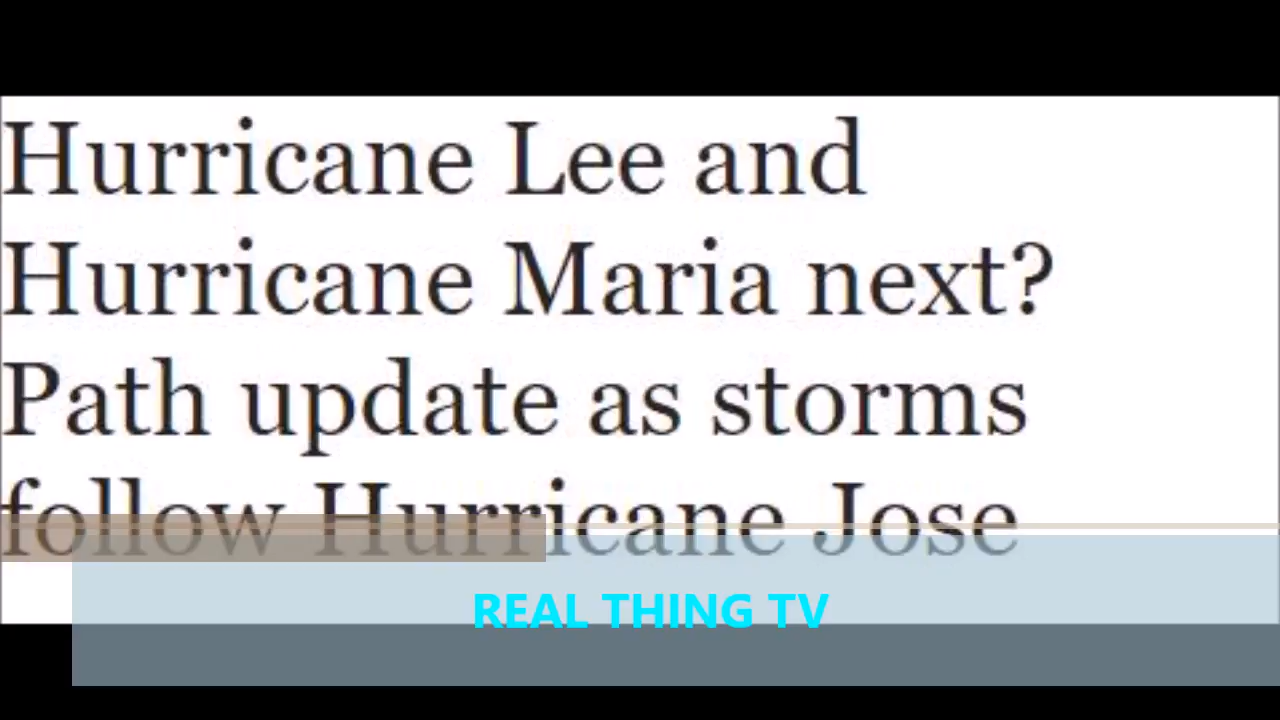 Hurricane Lee and
Hurricane Maria next?
Path update as storms
follow Hurricane Jose
REAL THING TV